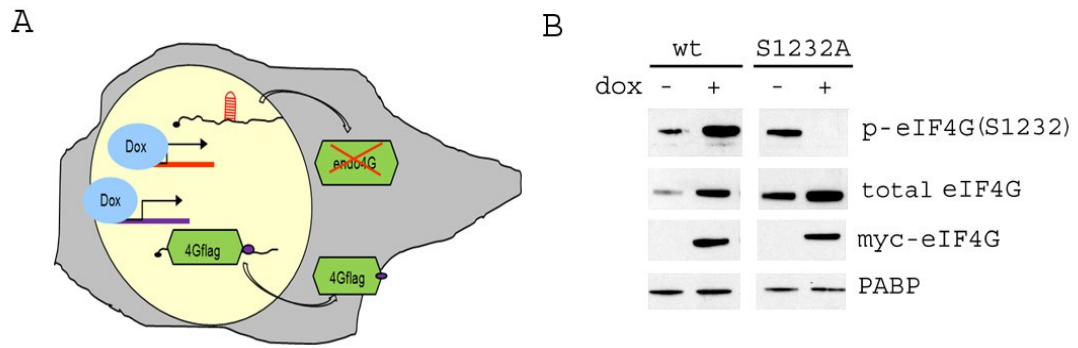 A
Dox
endo4G
Dox
4Gflag
4Gflag
B
wt S1232A
dox - + - +
p-eIF4G(S1232)
total eIF4G
myc-eIF4G
PABP